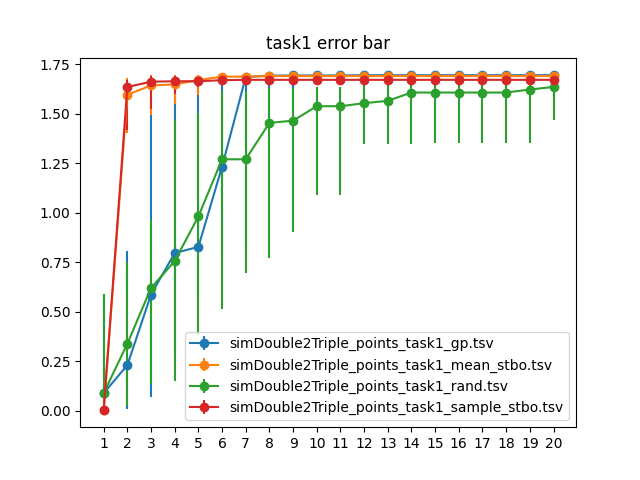 task1 error bar
1.75
1.50
1.25
1.00
0.75
0.50
0.25
0.00
simDouble2Triple_points_task1_gp.tsv
simDouble2Triple_points_task1_mean_stbo.tsv
simDouble2Triple_points_task1_rand.tsv
simDouble2Triple_points_task1_sample_stbo.tsv
1 2 3 4 5 6 7 8 9 10 11 12 13 14 15 16 17 18 19 20